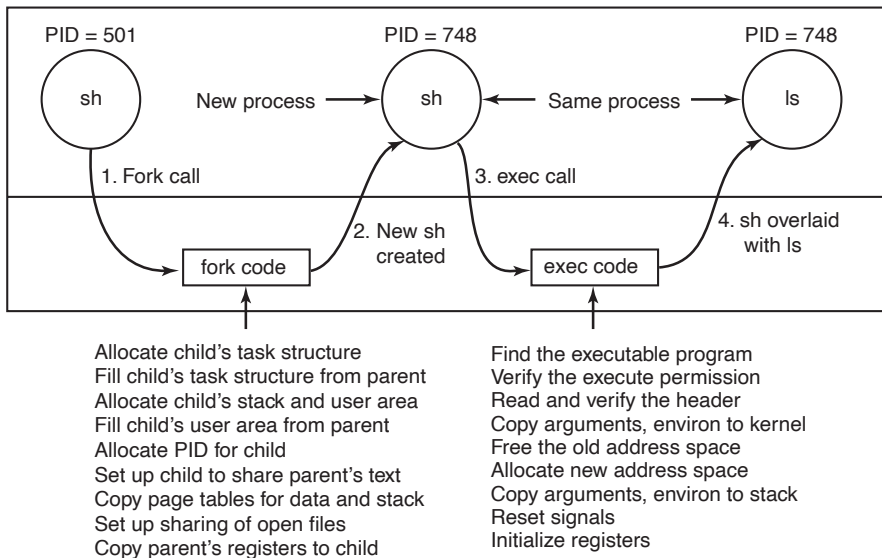 PID = 501
PID = 748
PID = 748
sh
New process
sh
Same process
ls
1. Fork call
3. exec call
2. New sh
created
4. sh overlaid
with ls
fork code
exec code
Allocate child's task structure
Fill child's task structure from parent
Allocate child's stack and user area
Fill child's user area from parent
Allocate PID for child
Set up child to share parent's text
Copy page tables for data and stack
Set up sharing of open files
Copy parent's registers to child
Find the executable program
Verify the execute permission
Read and verify the header
Copy arguments, environ to kernel
Free the old address space
Allocate new address space
Copy arguments, environ to stack
Reset signals
Initialize registers